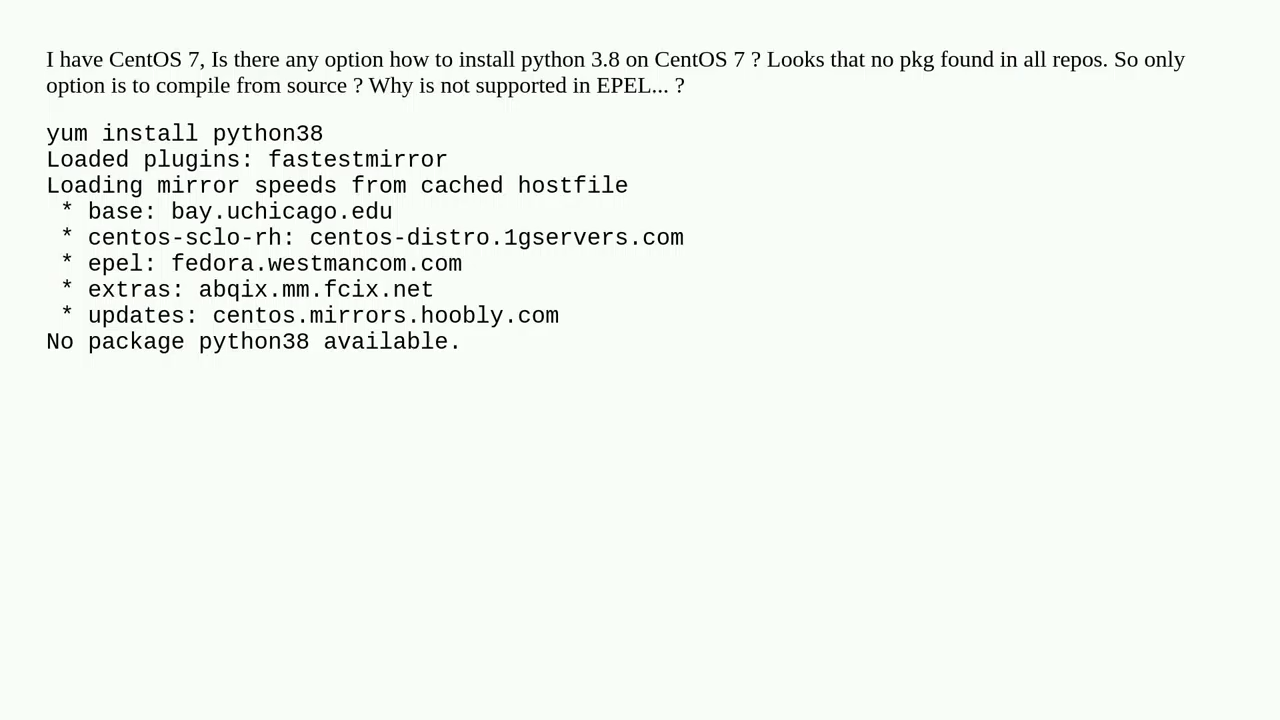 I have CentOS 7, Is there any option how to install python 3.8 on CentOS 7 ? Looks that no pkg found in all repos. So only
option is to compile from source ? Why is not supported in EPEL... ?
yum install python38
Loaded plugins: fastestmirror
Loading mirror speeds from cached hostfile
 * base: bay.uchicago.edu
 * centos-sclo-rh: centos-distro.1gservers.com
 * epel: fedora.westmancom.com
 * extras: abqix.mm.fcix.net
 * updates: centos.mirrors.hoobly.com
No package python38 available.